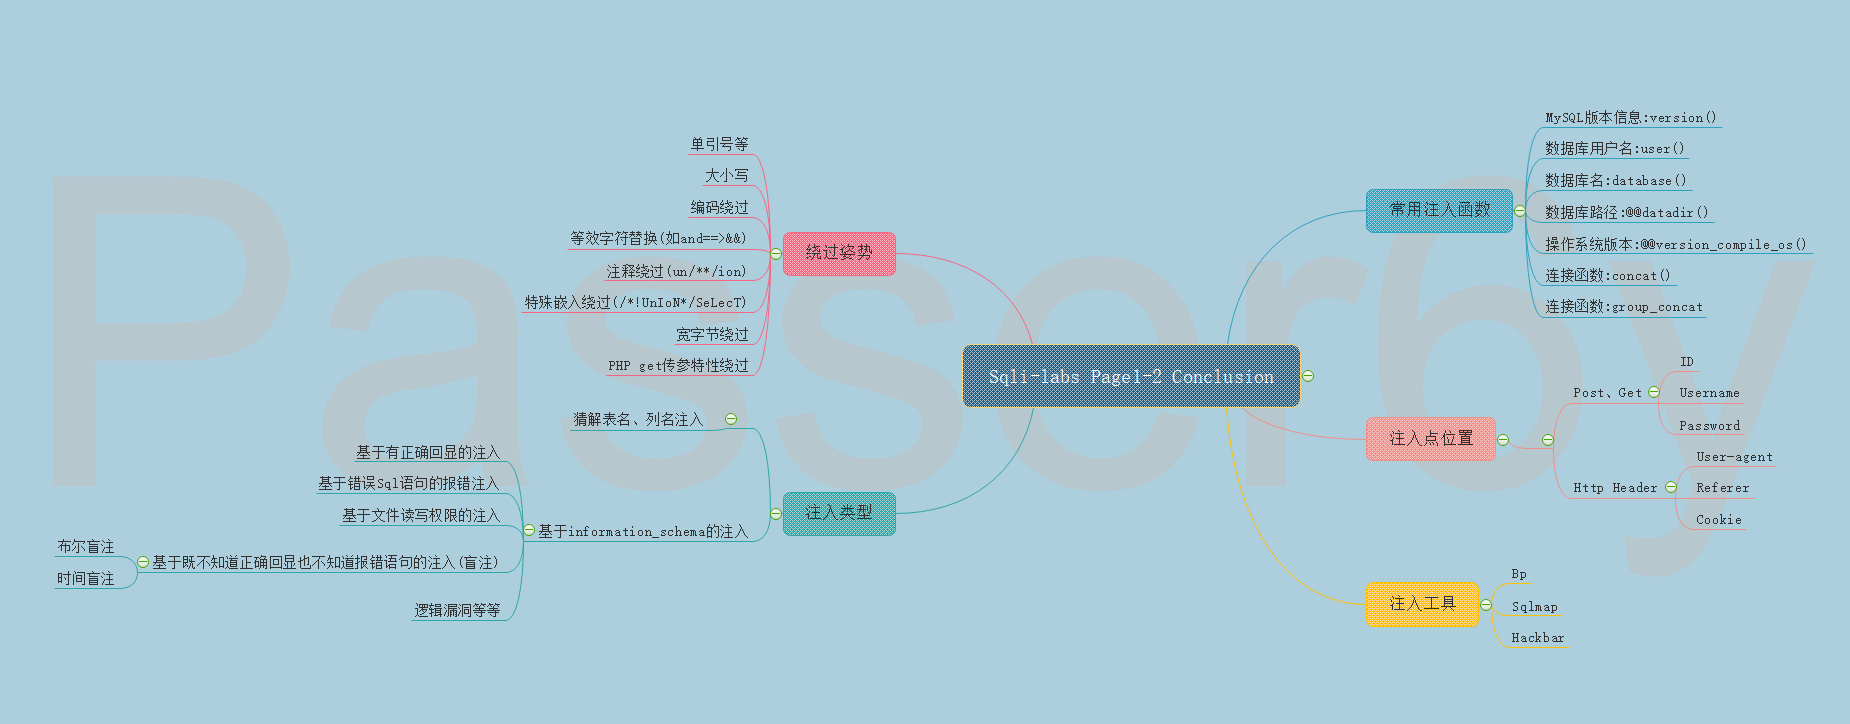 Passerby
Sqli-labs Page1-2 Conclusion
绕过姿势
单引号等
大小写
编码绕过
等效字符替换(如and==>&&)
注释绕过(un/**/ion)
特殊嵌入绕过(/*!UnIoN*/SeLecT)
宽字节绕过
PHP get传参特性绕过
注入类型
猜解表名、列名注入
基于information_schema的注入
基于有正确回显的注入
基于错误Sql语句的报错注入
基于文件读写权限的注入
基于既不知道正确回显也不知道报错语句的注入(盲注)
布尔盲注
时间盲注
逻辑漏洞等等
常用注入函数
MySQL版本信息:version()
数据库用户名:user()
数据库名:database()
数据库路径:@@datadir()
操作系统版本:@@version_compile_os()
连接函数:concat()
连接函数:group_concat
注入点位置
Post、Get
ID
Username
Password
Http Header
User-agent
Referer
Cookie
注入工具
Bp
Sqlmap
Hackbar